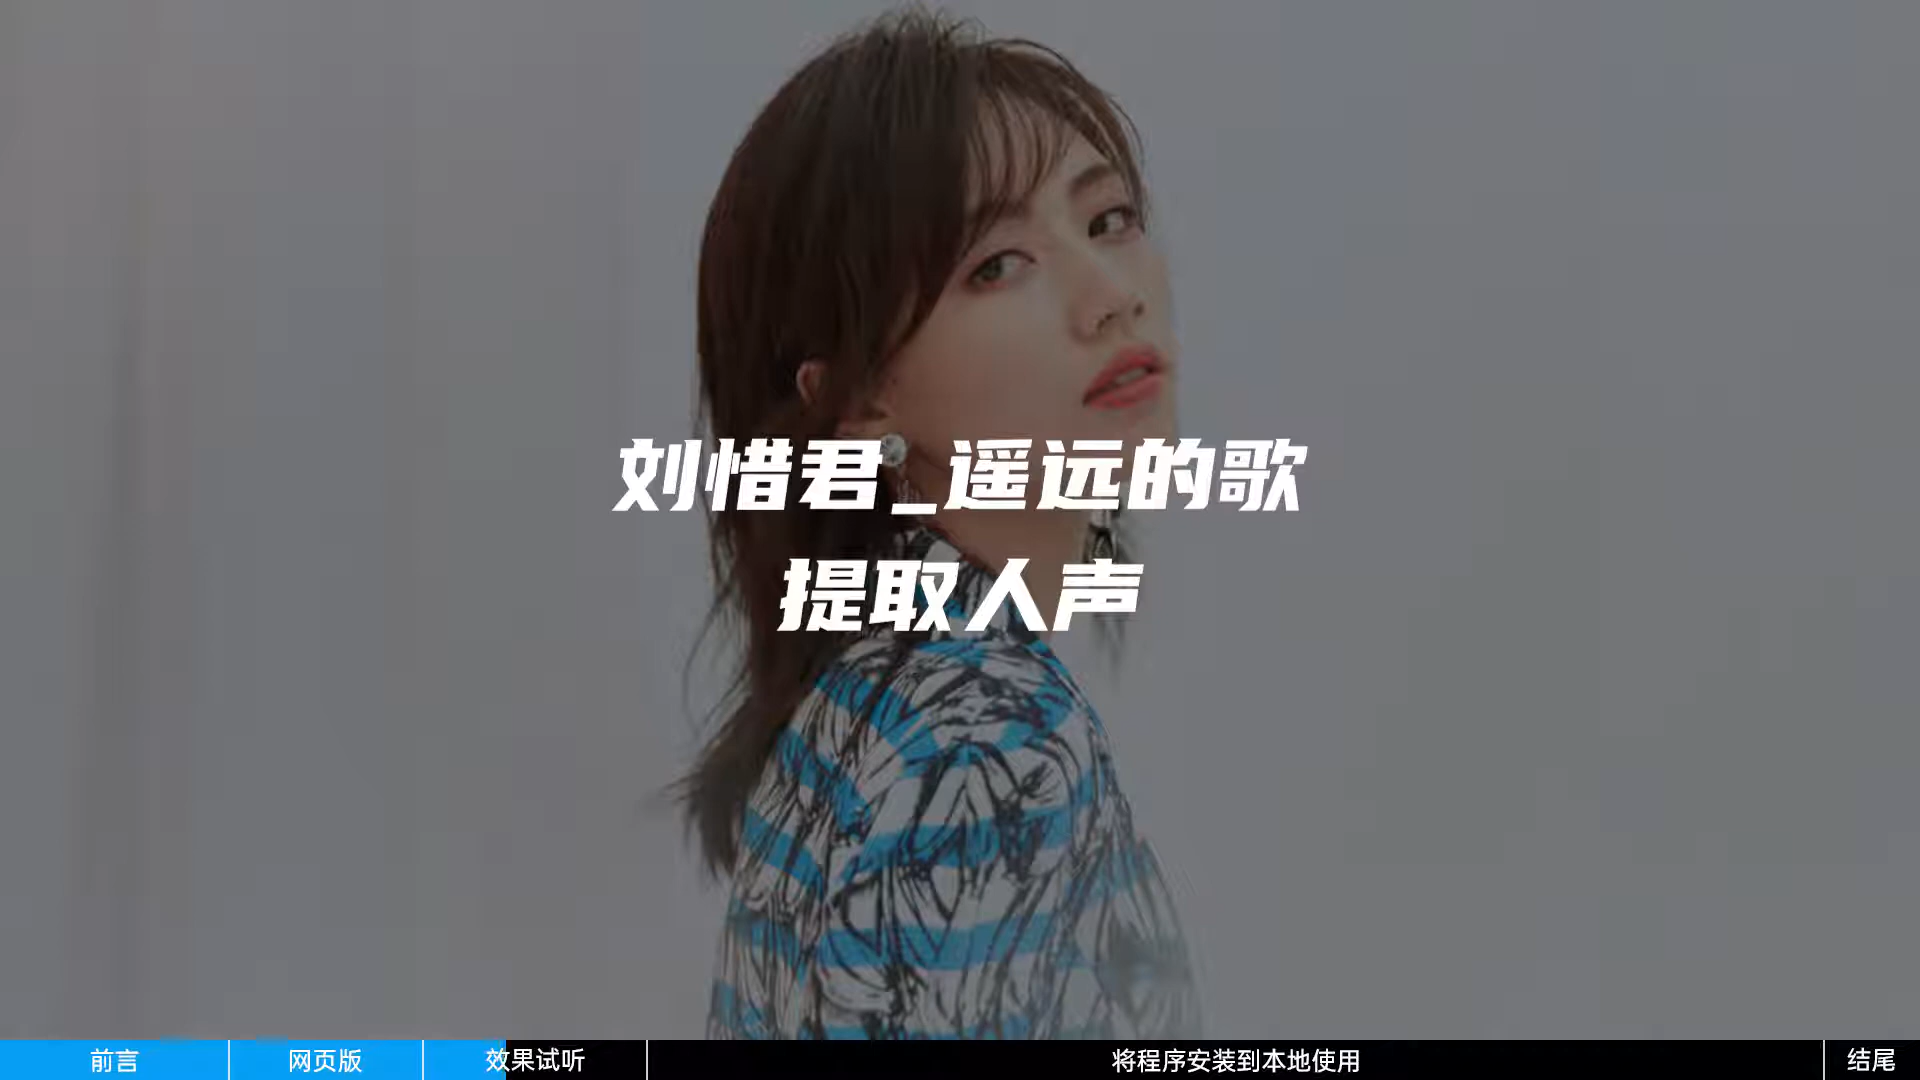 刘惜君_遥远的歌
提取人声
前言
网页版
效果试听
将程序安装到本地使用
结尾